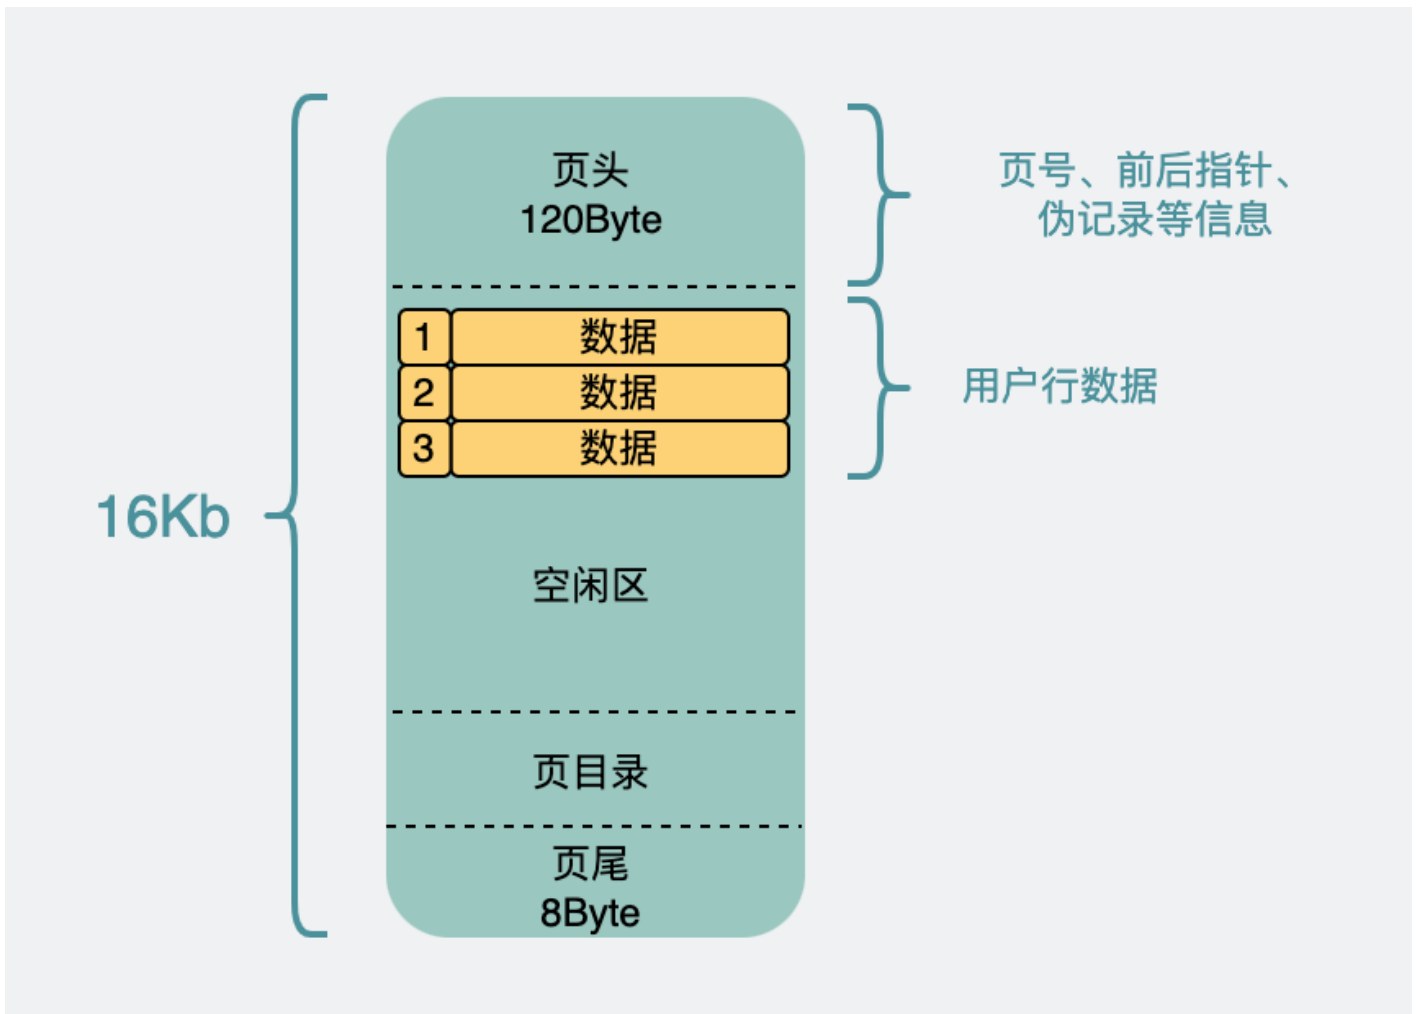 页头
120Byte
页号、前后指针、
伪记录等信息
1 数据
2 数据
3 数据
用户行数据
16Kb
空闲区
页目录
页尾
8Byte